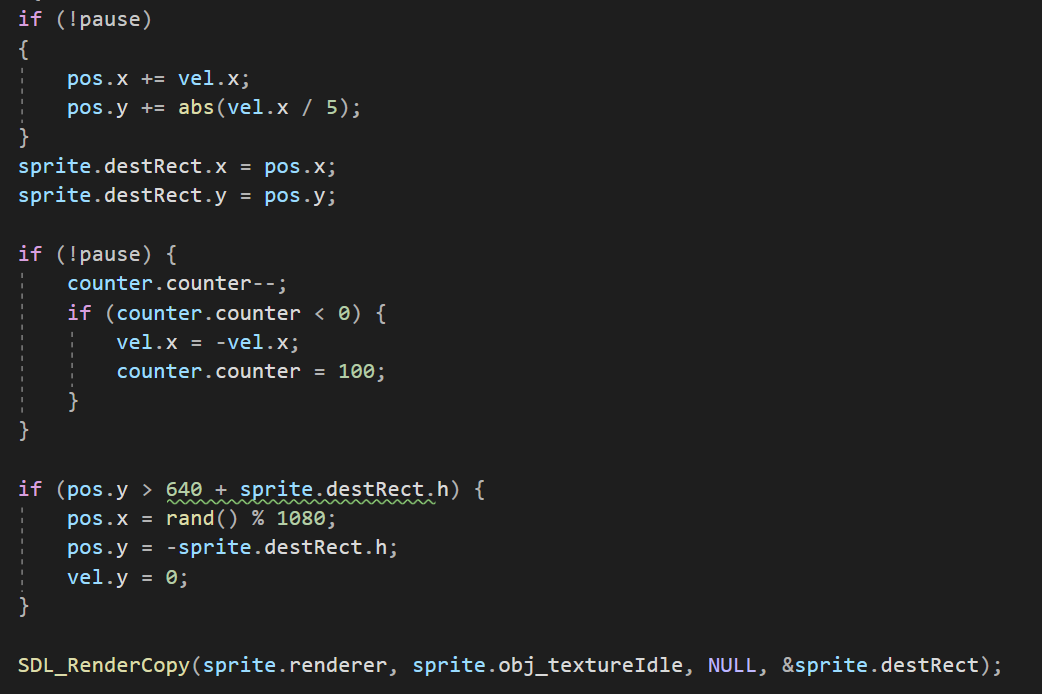 if (!pause)
{
    pos.x += vel.x;
    pos.y += abs(vel.x / 5);
}
sprite.destRect.x = pos.x;
sprite.destRect.y = pos.y;

if (!pause) {
    counter.counter--;
    if (counter.counter < 0) {
        vel.x = -vel.x;
        counter.counter = 100;
    }
}

if (pos.y > 640 + sprite.destRect.h) {
    pos.x = rand() % 1080;
    pos.y = -sprite.destRect.h;
    vel.y = 0;
}

SDL_RenderCopy(sprite.renderer, sprite.obj_textureIdle, NULL, &sprite.destRect);